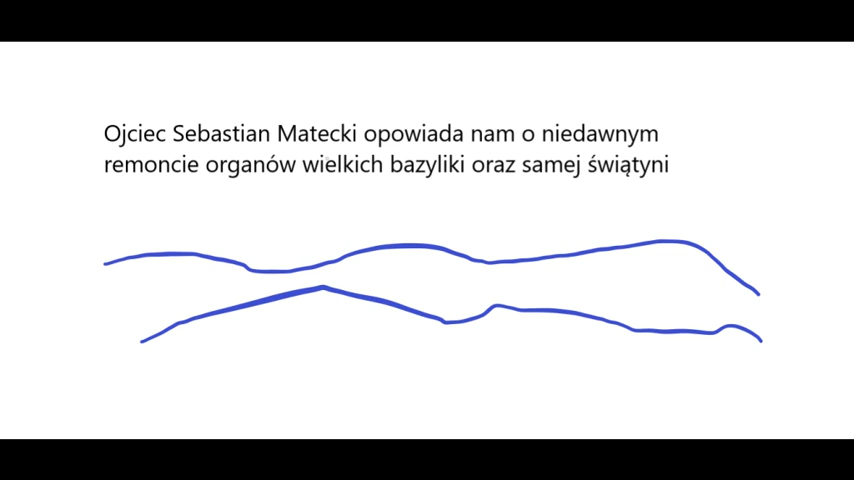 Ojciec Sebastian Matecki opowiada nam o niedawnym
remoncie organów wielkich bazyliki oraz samej świątyni